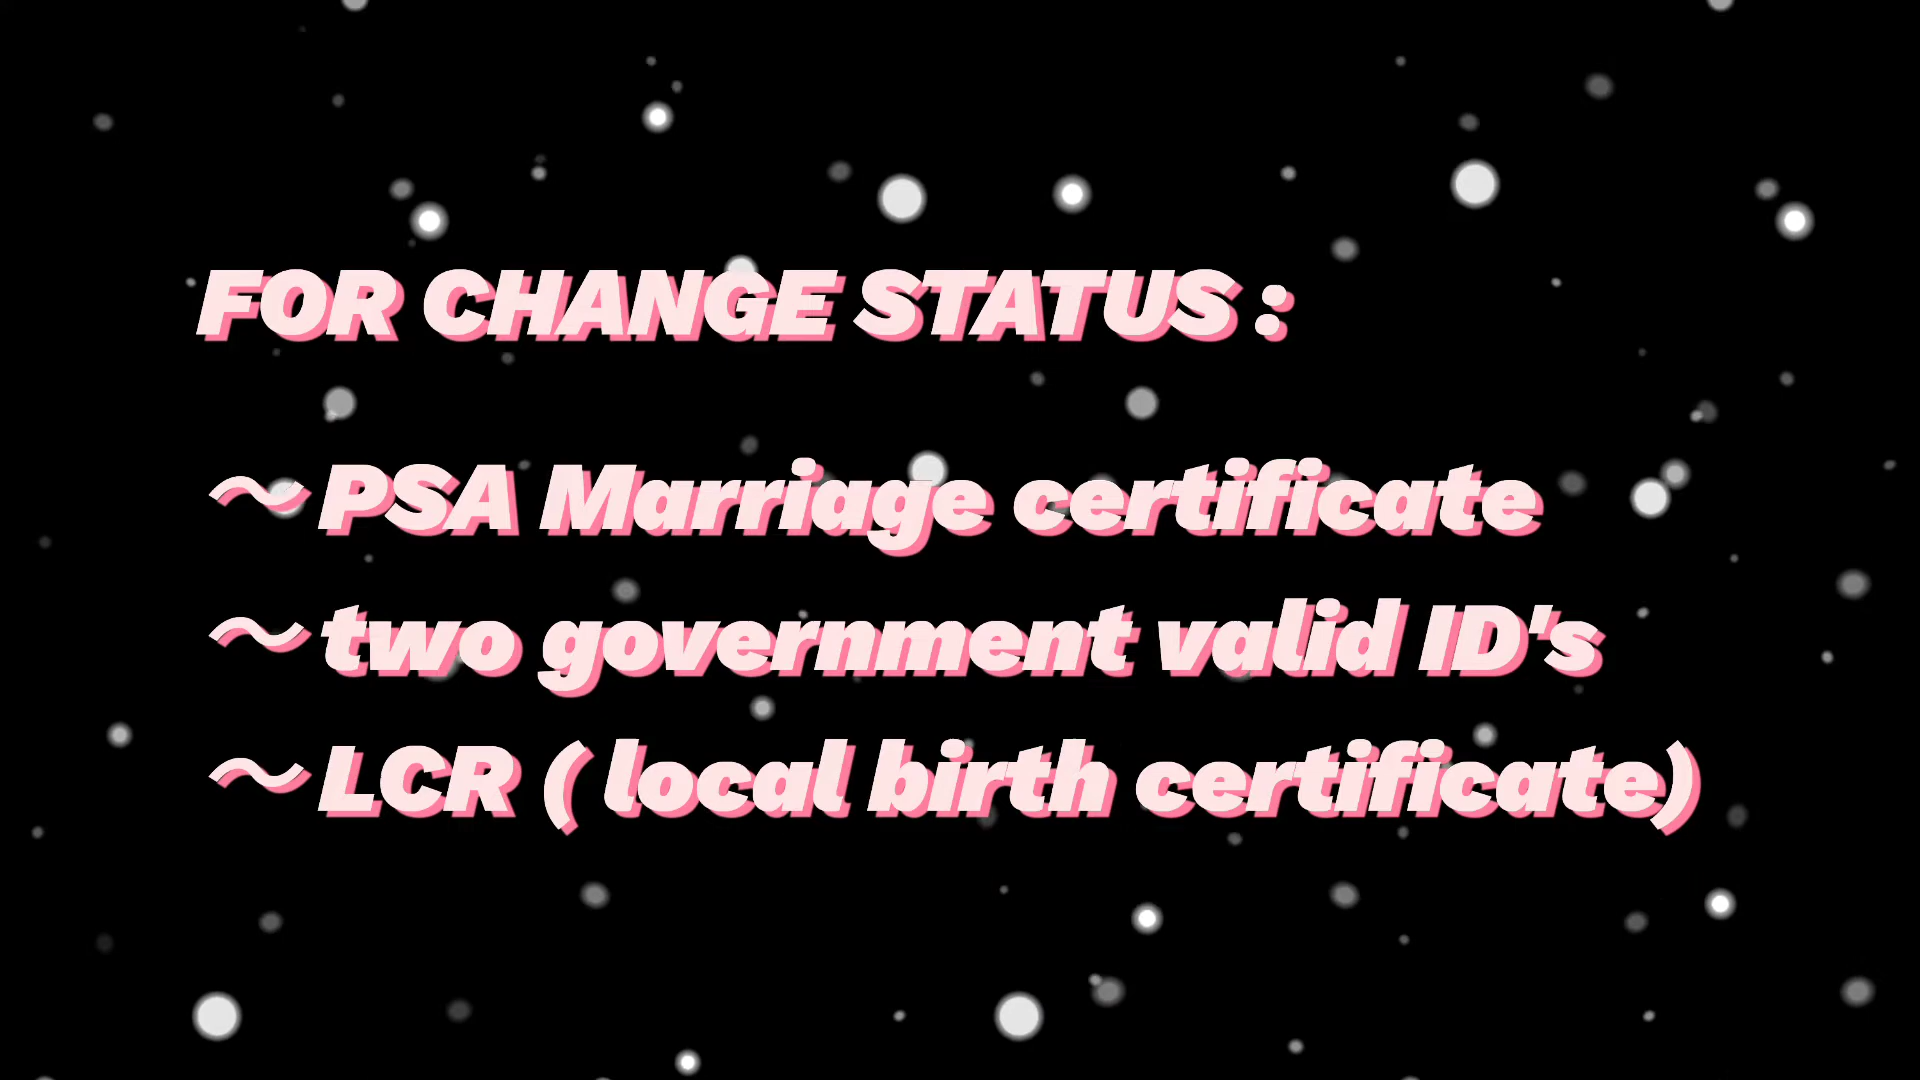 FOR CHANGE STATUS :
~ PSA Marriage certificate
~ two government valid ID's
~ LCR ( local birth certificate)